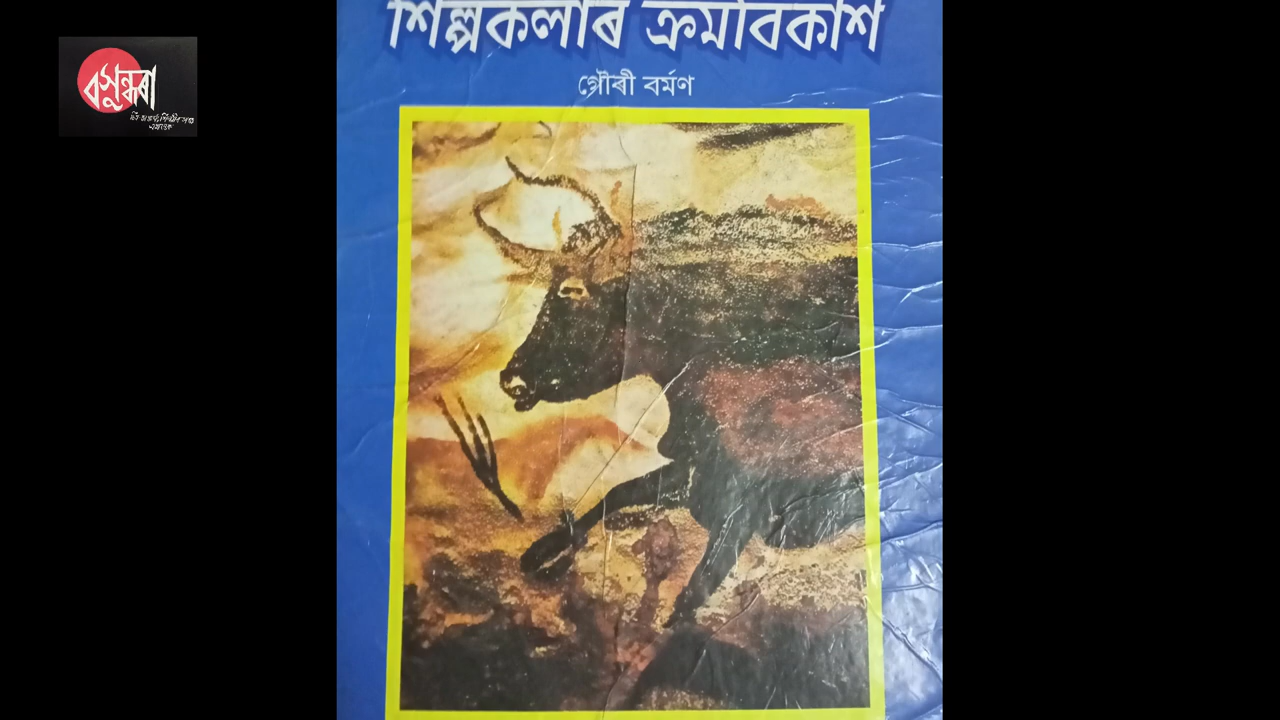 বসুন্ধৰা
শিল্পকলাৰ ক্ৰমবিকাশ
গৌৰী বৰ্মণ